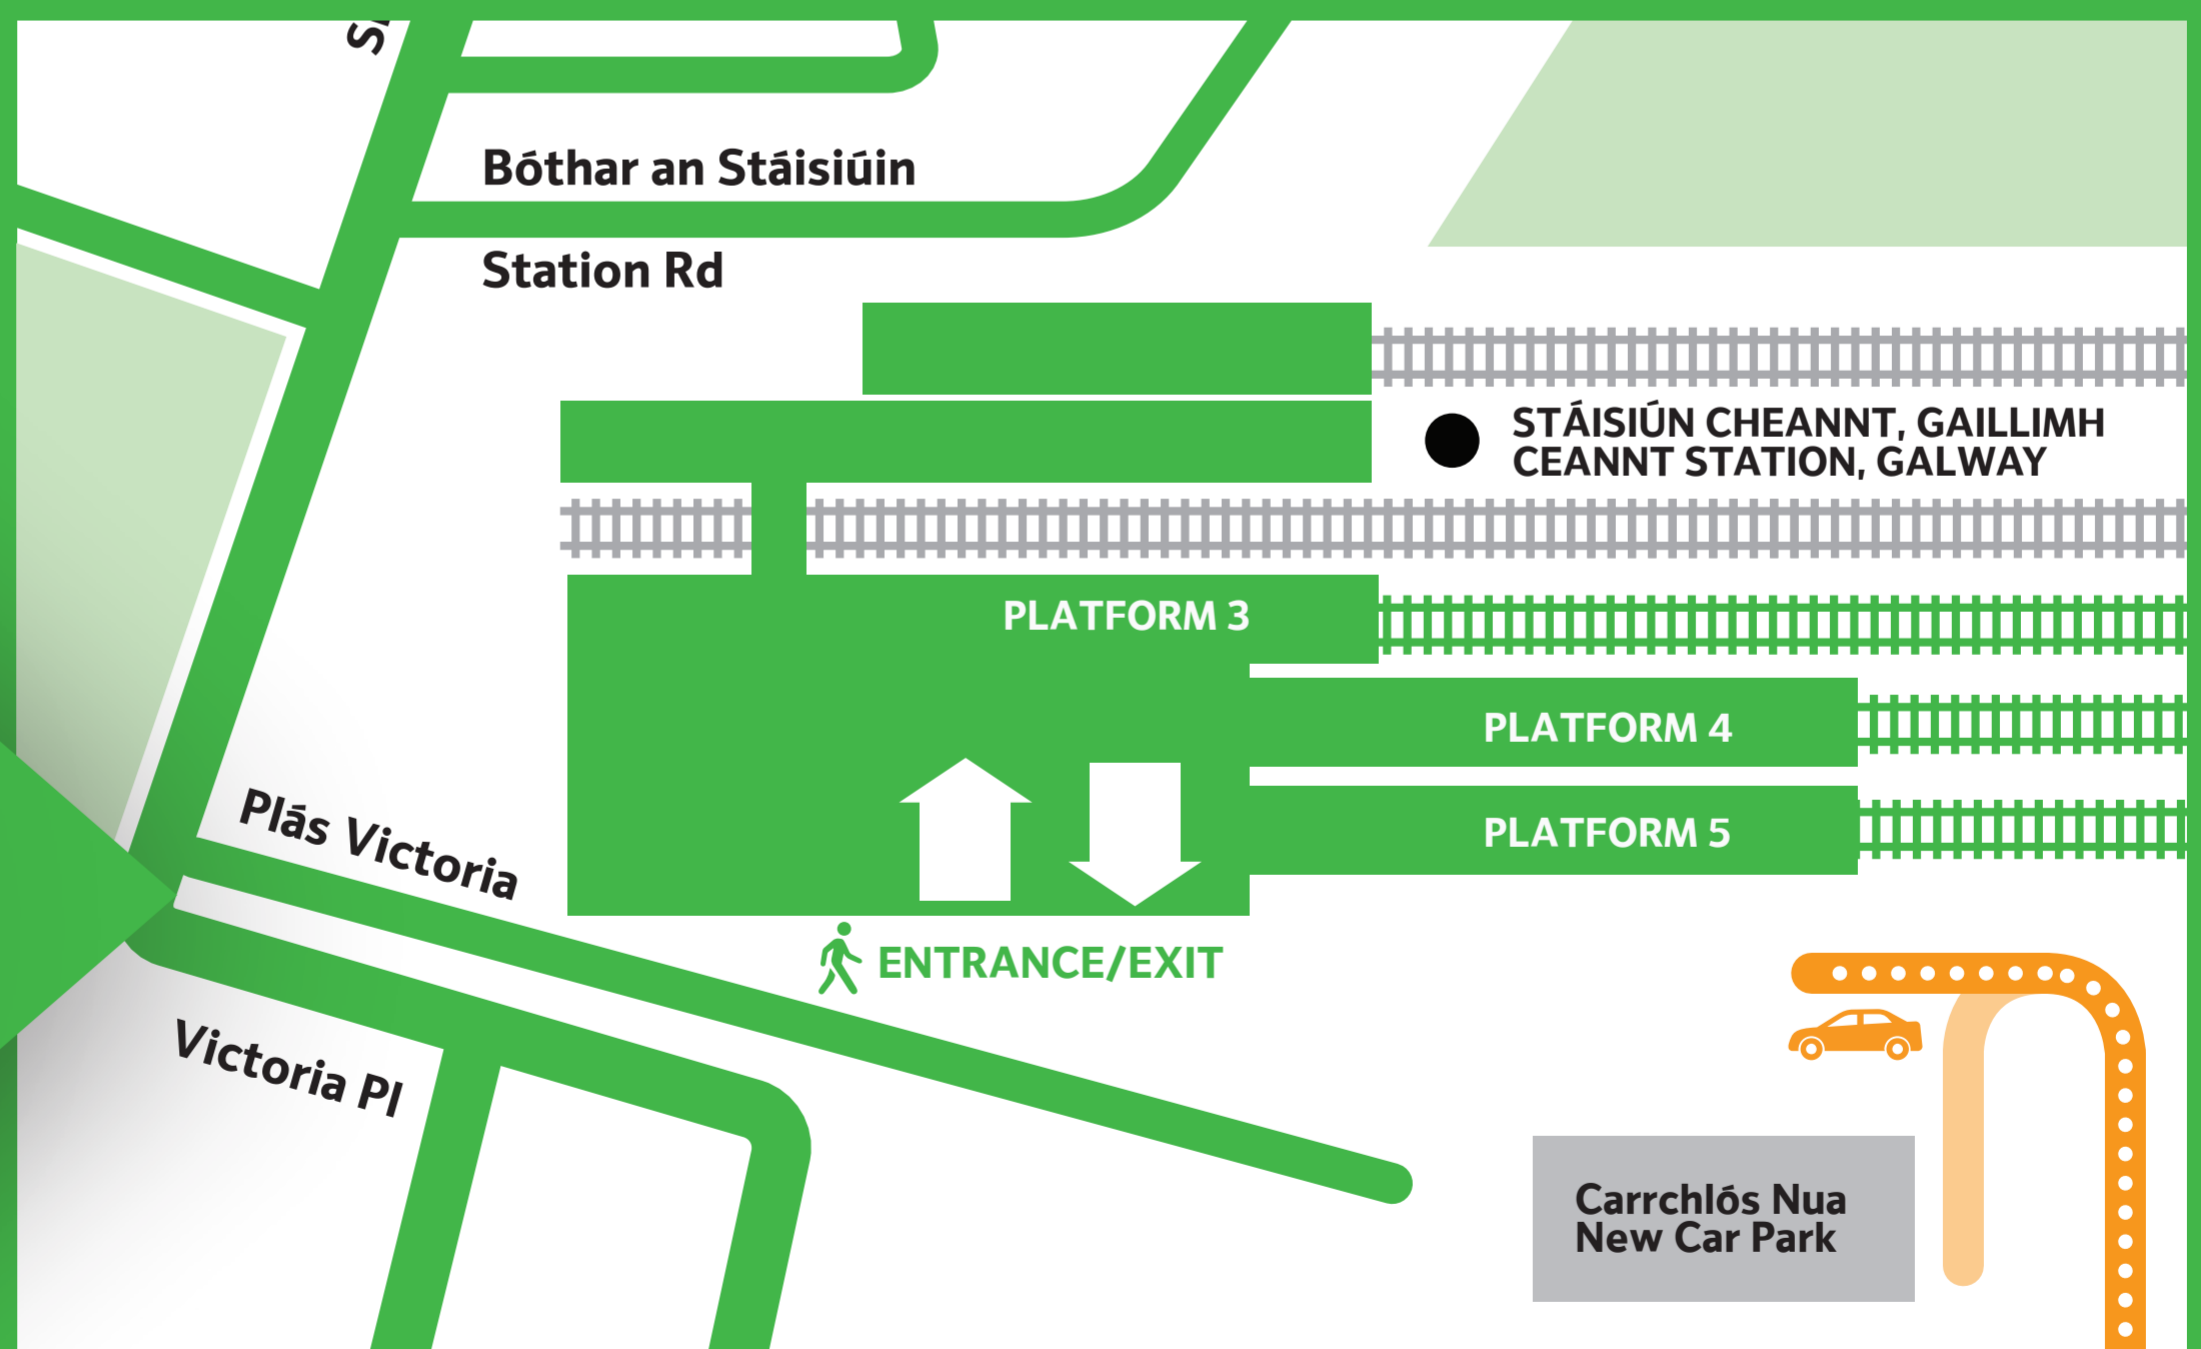 Bóthar an Stáisiúin
Station Rd
STÁISIÚN CHEANNT, GAILLIMH
CEANNT STATION, GALWAY
PLATFORM 3
PLATFORM 4
PLATFORM 5
Plás Victoria
ENTRANCE/EXIT
Victoria Pl
Carrchlós Nua
New Car Park